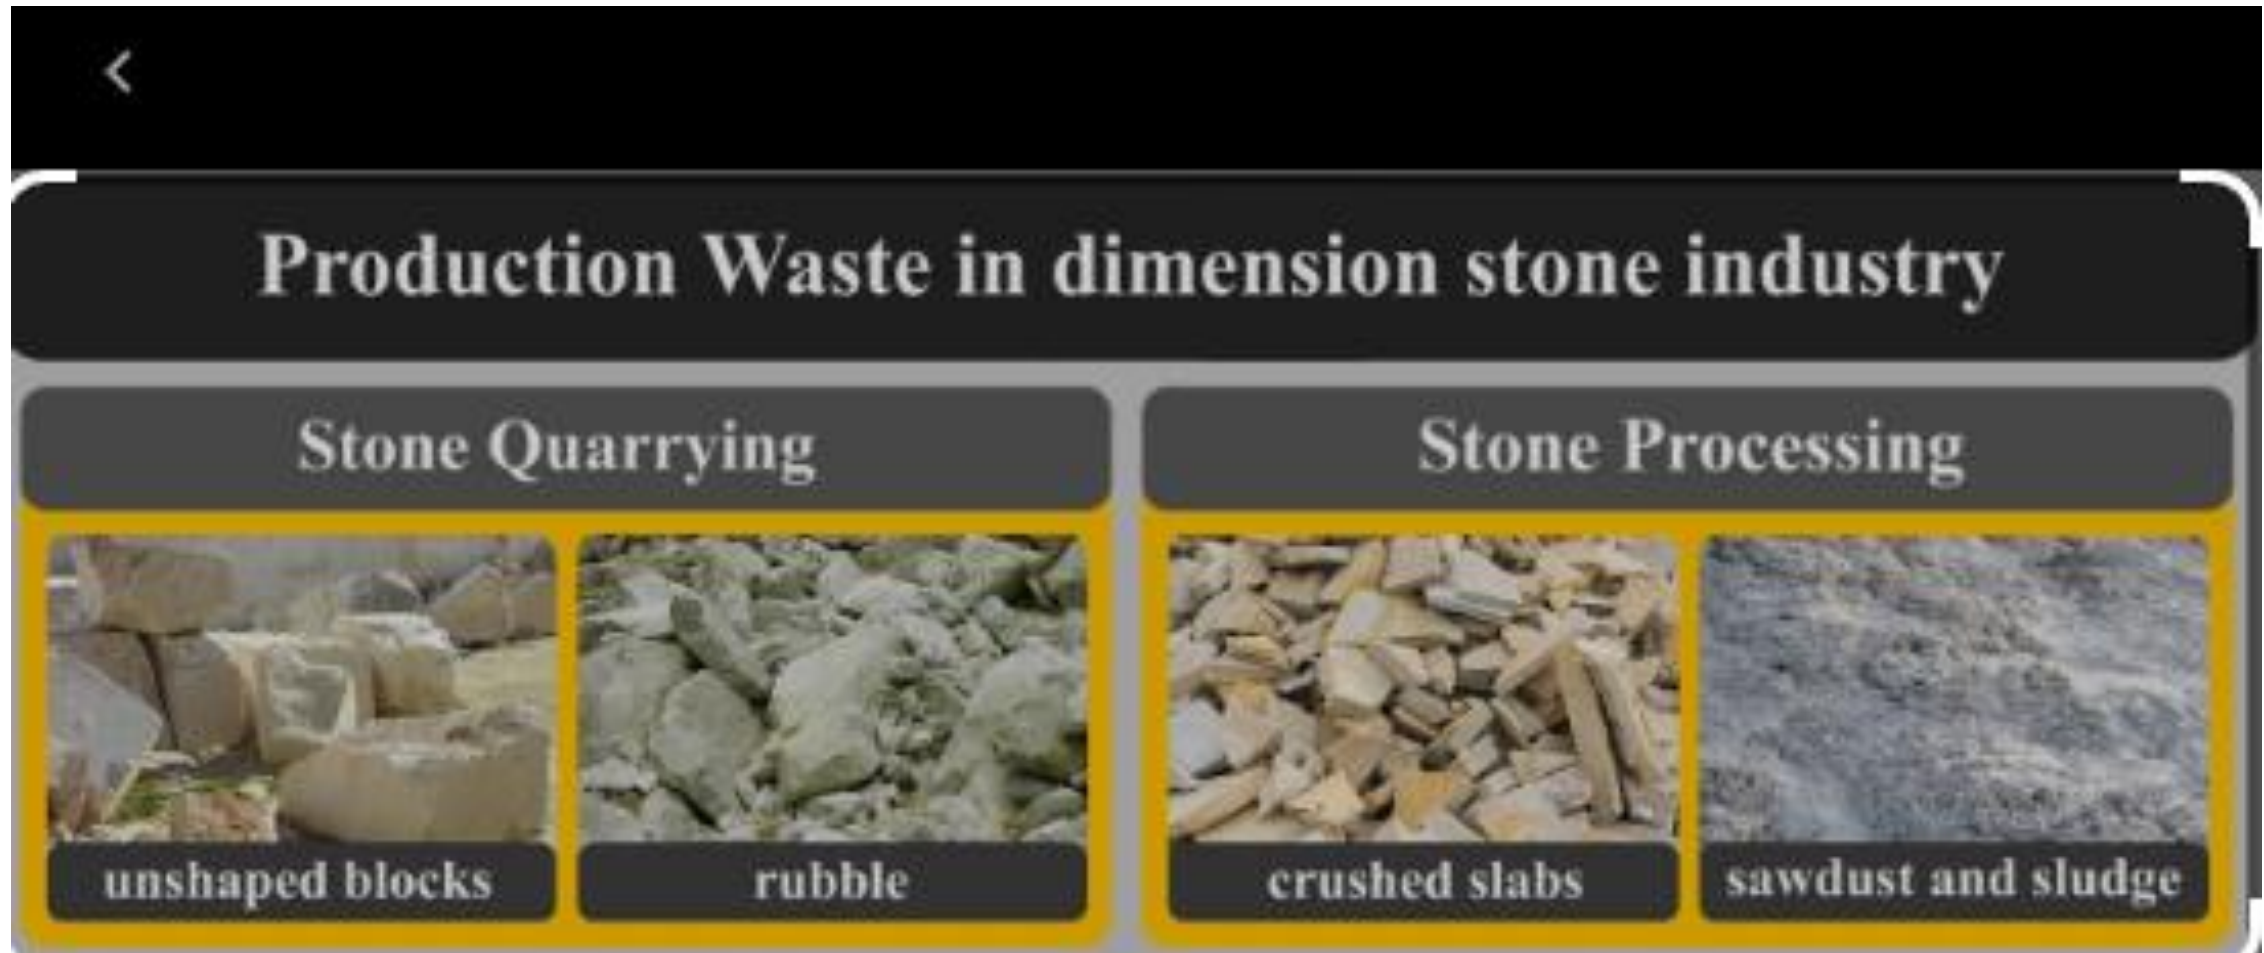 Production Waste in dimension stone industry
Stone Quarrying
Stone Processing
unshaped blocks
rubble
crushed slabs
sawdust and sludge